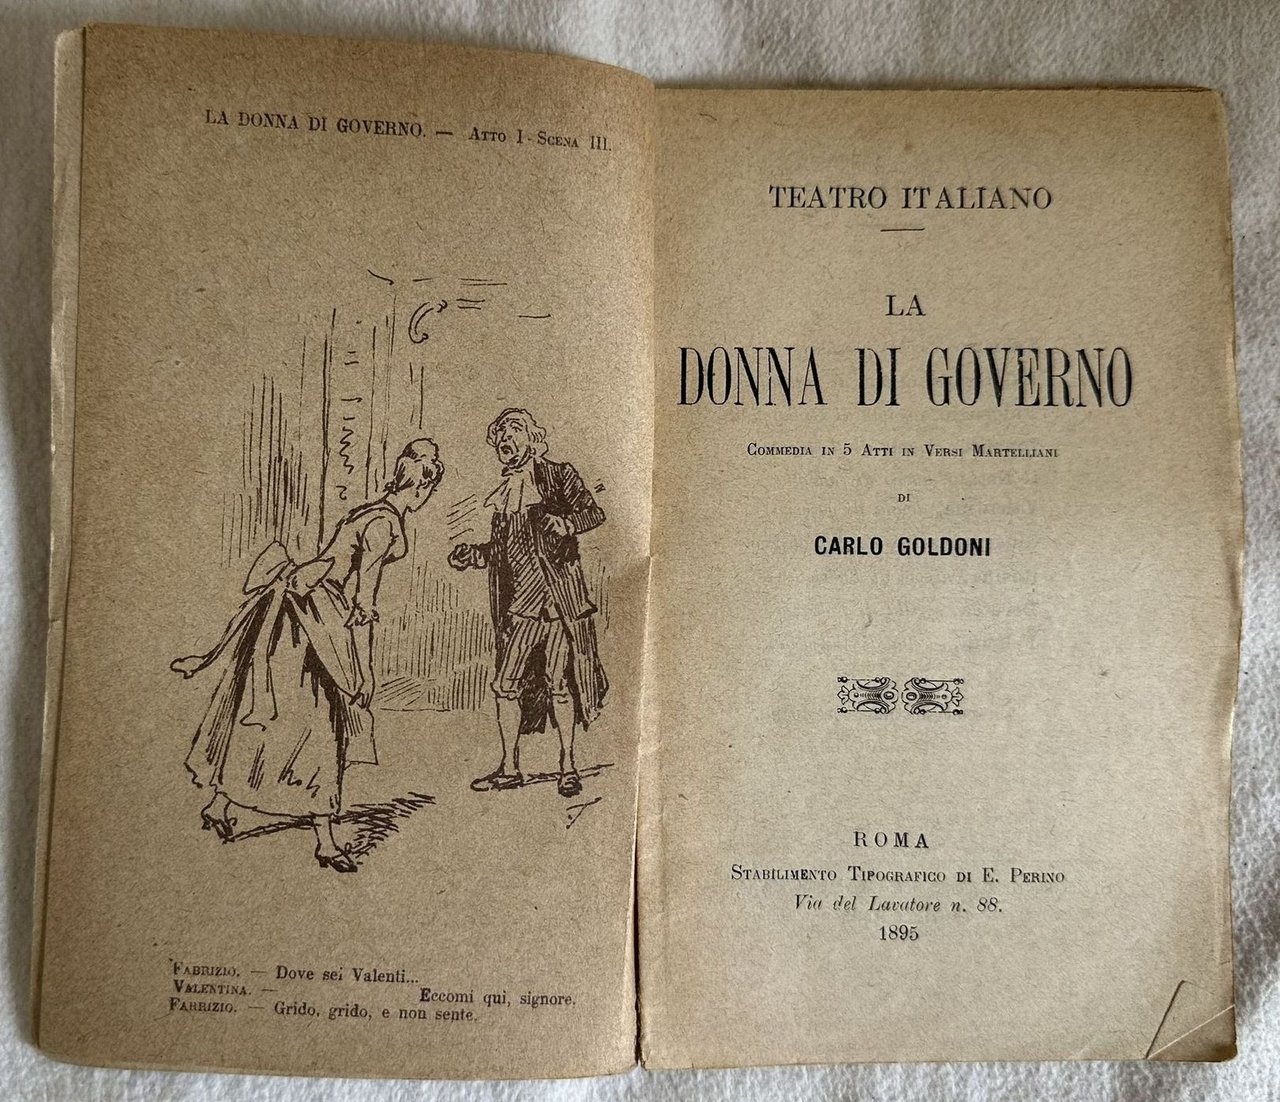 LA DONNA DI GOVERNO. — Atto I - Scena III.
Fabrizio. — Dove sei Valenti...
Valentina. — Eccomi qui, signore.
Fabrizio. — Grido, grido, e non sente.
TEATRO ITALIANO
LA
DONNA DI GOVERNO
Commedia in 5 Atti in Versi Martelliani
DI
CARLO GOLDONI
ROMA
Stabilimento Tipografico di E. Perino
Via del Lavatore n. 88.
1895